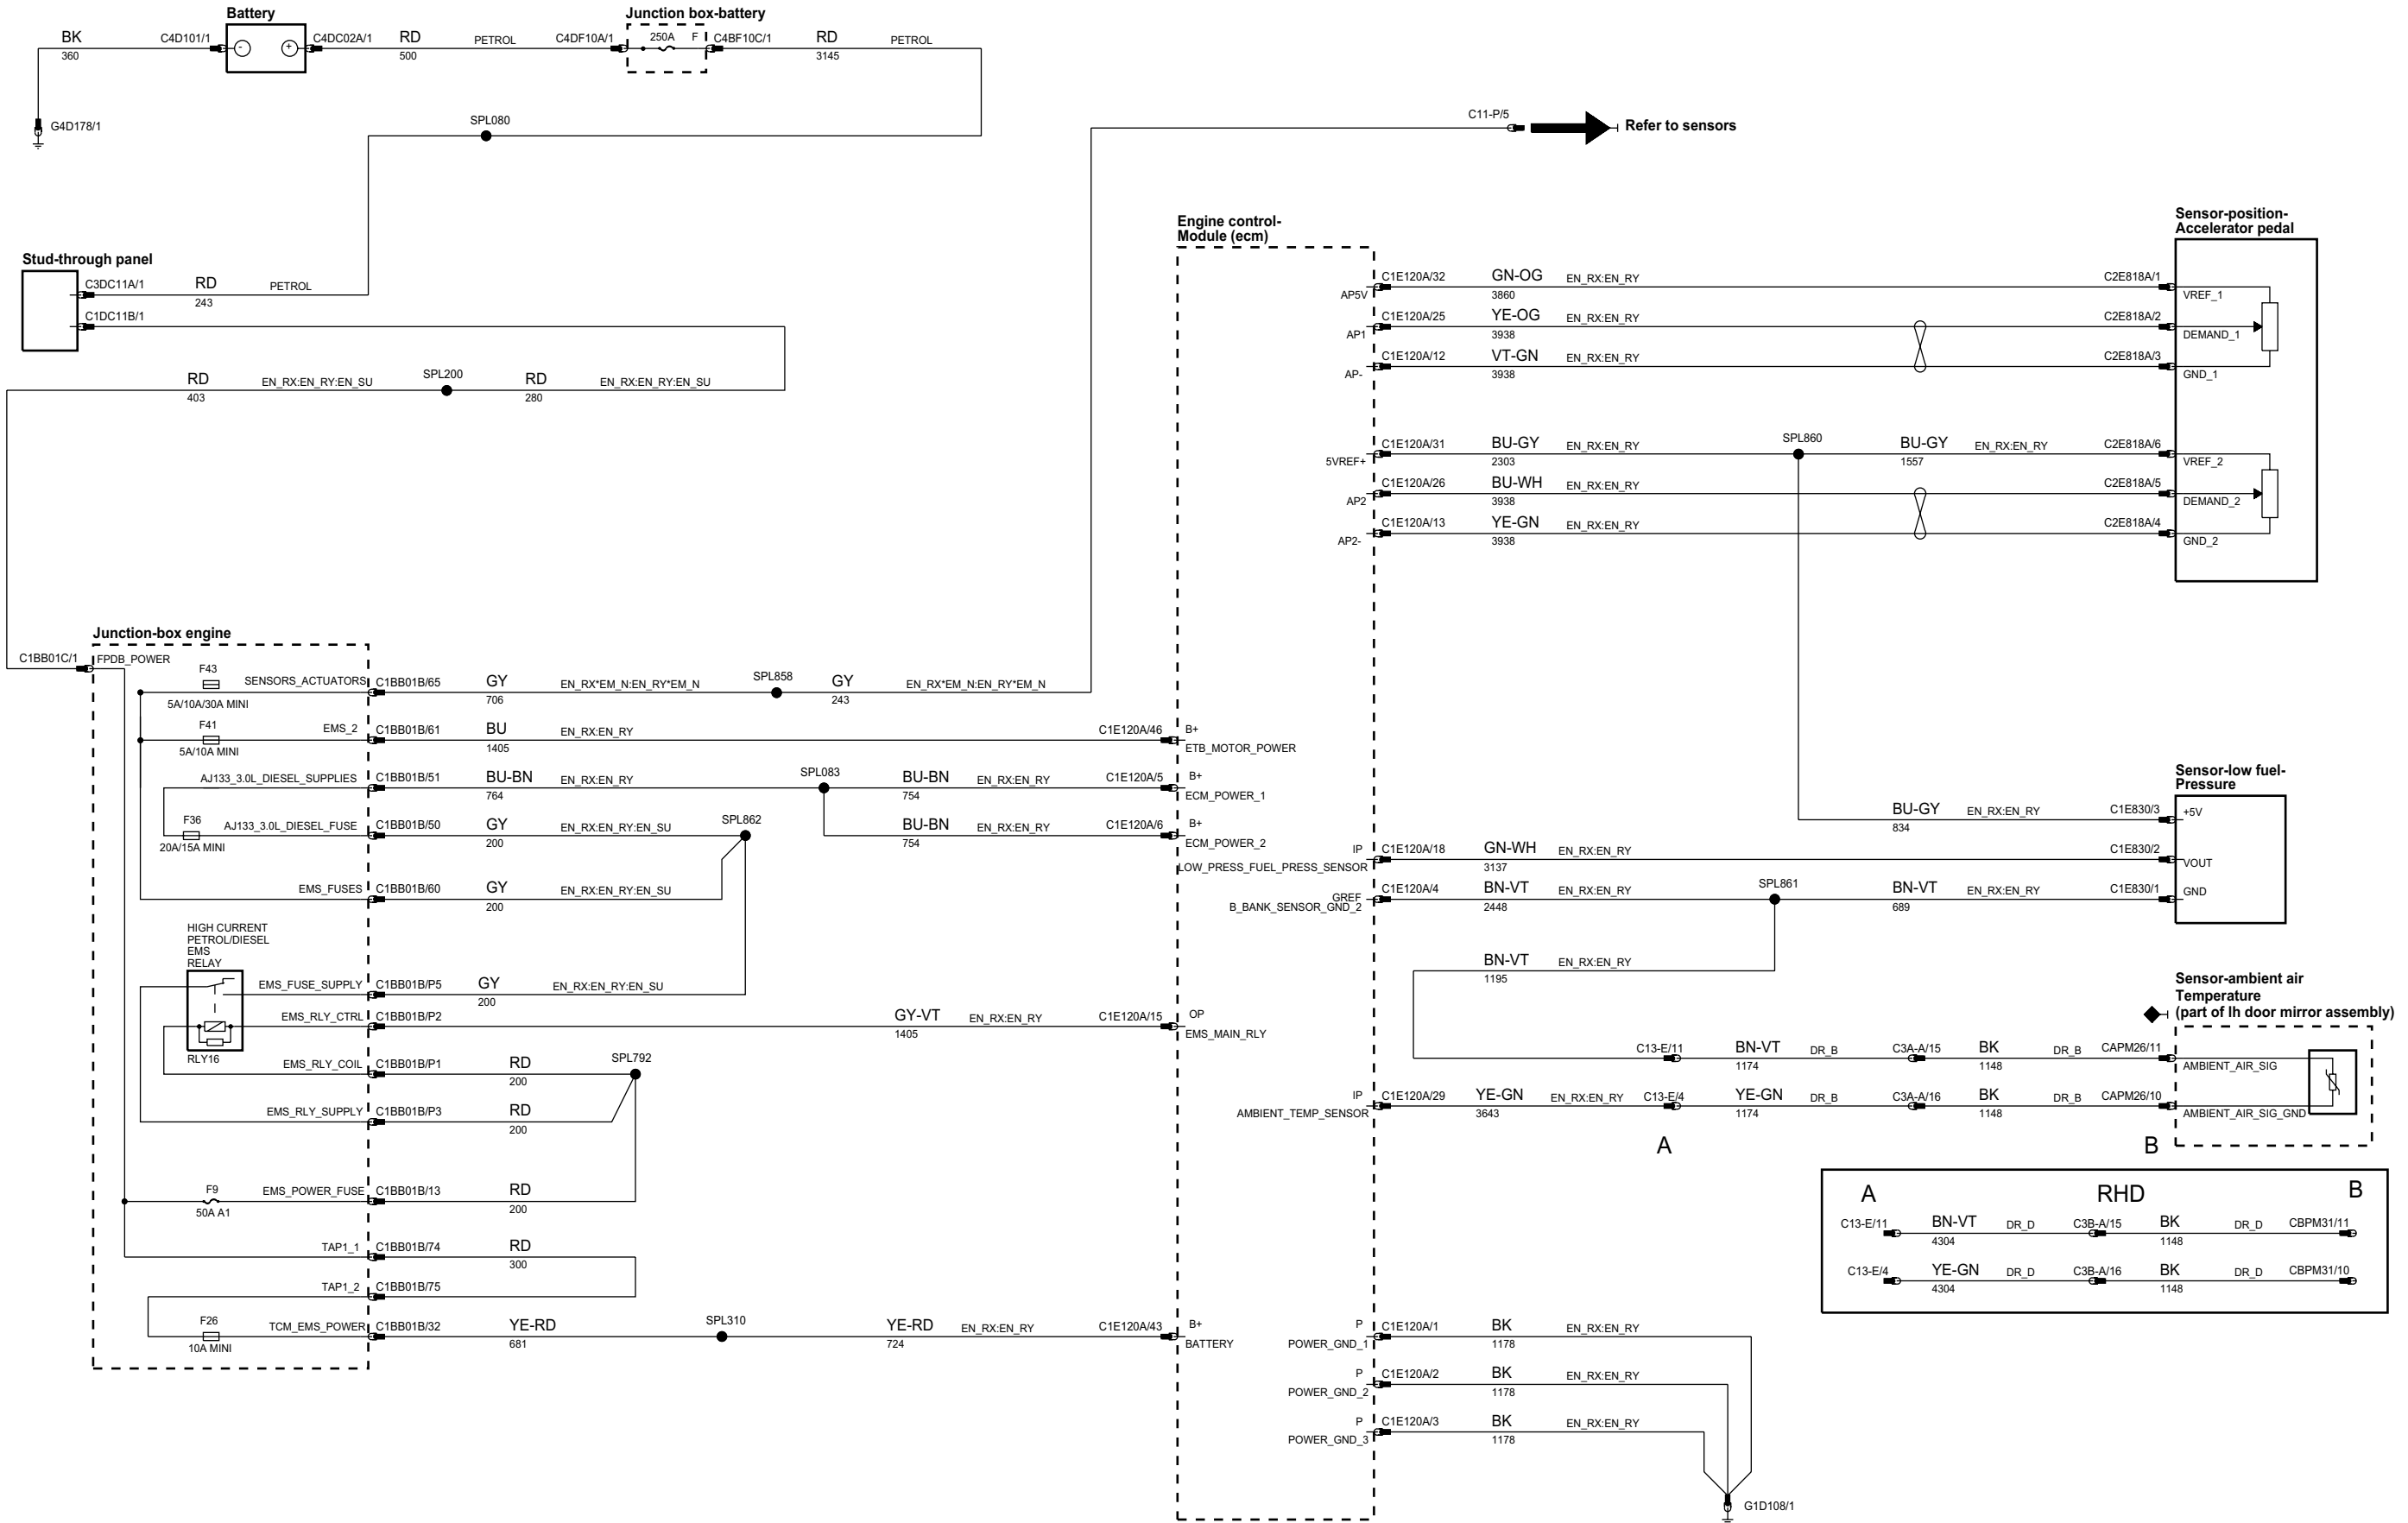 Battery
Junction box-battery
BK
360
C4D101/1
-
+
C4DC02A/1
RD
500
PETROL
C4DF10A/1
250A
F
C4BF10C/1
RD
3145
PETROL
G4D178/1
SPL080
C11-P/5
Refer to sensors
Stud-through panel
C3DC11A/1
RD
243
PETROL
C1DC11B/1
RD
403
EN_RX:EN_RY:EN_SU
SPL200
RD
280
EN_RX:EN_RY:EN_SU
Engine control-
Module (ecm)
Sensor-position-
Accelerator pedal
AP5V
C1E120A/32
GN-OG
3860
EN_RX:EN_RY
C2E818A/1
VREF_1
AP1
C1E120A/25
YE-OG
3938
EN_RX:EN_RY
C2E818A/2
DEMAND_1
AP-
C1E120A/12
VT-GN
3938
EN_RX:EN_RY
C2E818A/3
GND_1
5VREF+
C1E120A/31
BU-GY
2303
EN_RX:EN_RY
SPL860
BU-GY
1557
EN_RX:EN_RY
C2E818A/6
VREF_2
AP2
C1E120A/26
BU-WH
3938
EN_RX:EN_RY
C2E818A/5
DEMAND_2
AP2-
C1E120A/13
YE-GN
3938
EN_RX:EN_RY
C2E818A/4
GND_2
Junction-box engine
C1BB01C/1
FPDB_POWER
F43
5A/10A/30A MINI
SENSORS_ACTUATORS
C1BB01B/65
GY
706
EN_RX*EM_N:EN_RY*EM_N
SPL858
GY
243
EN_RX*EM_N:EN_RY*EM_N
F41
5A/10A MINI
EMS_2
C1BB01B/61
BU
1405
EN_RX:EN_RY
C1E120A/46
B+
ETB_MOTOR_POWER
AJ133_3.0L_DIESEL_SUPPLIES
C1BB01B/51
BU-BN
764
EN_RX:EN_RY
SPL083
BU-BN
754
EN_RX:EN_RY
C1E120A/5
B+
ECM_POWER_1
F36
20A/15A MINI
AJ133_3.0L_DIESEL_FUSE
C1BB01B/50
GY
200
EN_RX:EN_RY:EN_SU
SPL862
BU-BN
754
EN_RX:EN_RY
C1E120A/6
B+
ECM_POWER_2
EMS_FUSES
C1BB01B/60
GY
200
EN_RX:EN_RY:EN_SU
HIGH CURRENT
PETROL/DIESEL
EMS
RELAY
RLY16
EMS_FUSE_SUPPLY
C1BB01B/P5
GY
200
EN_RX:EN_RY:EN_SU
EMS_RLY_CTRL
C1BB01B/P2
GY-VT
1405
EN_RX:EN_RY
C1E120A/15
OP
EMS_MAIN_RLY
EMS_RLY_COIL
C1BB01B/P1
RD
200
SPL792
EMS_RLY_SUPPLY
C1BB01B/P3
RD
200
F9
50A A1
EMS_POWER_FUSE
C1BB01B/13
RD
200
TAP1_1
C1BB01B/74
RD
300
TAP1_2
C1BB01B/75
F26
10A MINI
TCM_EMS_POWER
C1BB01B/32
YE-RD
681
SPL310
YE-RD
724
EN_RX:EN_RY
C1E120A/43
B+
BATTERY
Sensor-low fuel-
Pressure
BU-GY
834
EN_RX:EN_RY
C1E830/3
+5V
IP
LOW_PRESS_FUEL_PRESS_SENSOR
C1E120A/18
GN-WH
3137
EN_RX:EN_RY
C1E830/2
VOUT
GREF
B_BANK_SENSOR_GND_2
C1E120A/4
BN-VT
2448
EN_RX:EN_RY
SPL861
BN-VT
689
EN_RX:EN_RY
C1E830/1
GND
BN-VT
1195
EN_RX:EN_RY
Sensor-ambient air
Temperature
(part of lh door mirror assembly)
C13-E/11
BN-VT
1174
DR_B
C3A-A/15
BK
1148
DR_B
CAPM26/11
AMBIENT_AIR_SIG
IP
AMBIENT_TEMP_SENSOR
C1E120A/29
YE-GN
3643
EN_RX:EN_RY
C13-E/4
YE-GN
1174
DR_B
C3A-A/16
BK
1148
DR_B
CAPM26/10
AMBIENT_AIR_SIG_GND
A
B
A
RHD
B
C13-E/11
BN-VT
4304
DR_D
C3B-A/15
BK
1148
DR_D
CBPM31/11
C13-E/4
YE-GN
4304
DR_D
C3B-A/16
BK
1148
DR_D
CBPM31/10
P
POWER_GND_1
C1E120A/1
BK
1178
EN_RX:EN_RY
P
POWER_GND_2
C1E120A/2
BK
1178
EN_RX:EN_RY
P
POWER_GND_3
C1E120A/3
BK
1178
EN_RX:EN_RY
G1D108/1